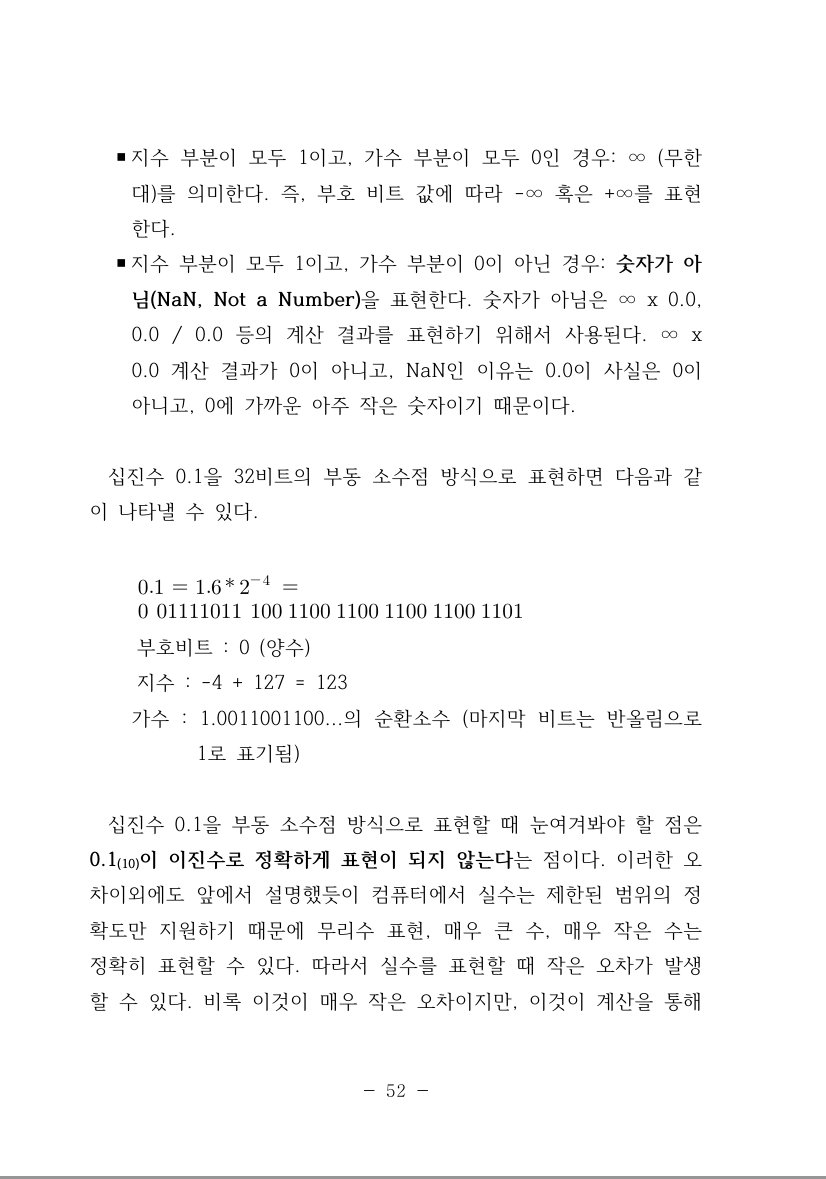 ▪지수 부분이 모두 1이고, 가수 부분이 모두 0인 경우: ∞ (무한
대)를 의미한다. 즉, 부호 비트 값에 따라 -∞ 혹은 +∞를 표현
한다.
▪지수 부분이 모두 1이고, 가수 부분이 0이 아닌 경우: 숫자가 아
님(NaN, Not a Number)을 표현한다. 숫자가 아님은 ∞ x 0.0,
0.0 / 0.0 등의 계산 결과를 표현하기 위해서 사용된다. ∞ x
0.0 계산 결과가 0이 아니고, NaN인 이유는 0.0이 사실은 0이
아니고, 0에 가까운 아주 작은 숫자이기 때문이다.
십진수 0.1을 32비트의 부동 소수점 방식으로 표현하면 다음과 같
이 나타낼 수 있다.
0.1 = 1.6 * 2⁻⁴ =
0 01111011 100 1100 1100 1100 1100 1101
부호비트 : 0 (양수)
지수 : -4 + 127 = 123
가수 : 1.0011001100...의 순환소수 (마지막 비트는 반올림으로
1로 표기됨)
십진수 0.1을 부동 소수점 방식으로 표현할 때 눈여겨봐야 할 점은
0.1₍₁₀₎이 이진수로 정확하게 표현이 되지 않는다는 점이다. 이러한 오
차이외에도 앞에서 설명했듯이 컴퓨터에서 실수는 제한된 범위의 정
확도만 지원하기 때문에 무리수 표현, 매우 큰 수, 매우 작은 수는
정확히 표현할 수 있다. 따라서 실수를 표현할 때 작은 오차가 발생
할 수 있다. 비록 이것이 매우 작은 오차이지만, 이것이 계산을 통해
- 52 -